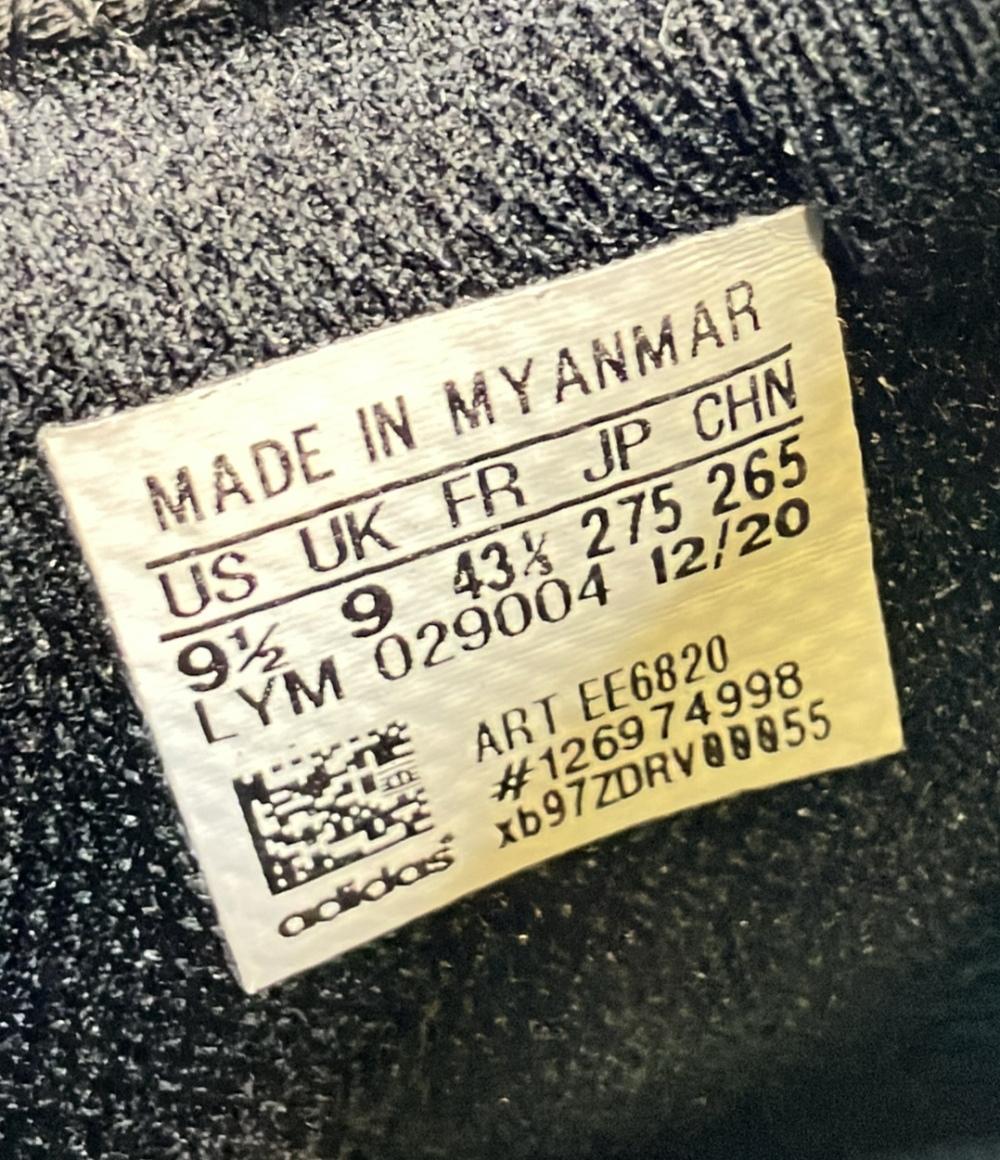 MADE IN MYANMAR
US UK FR JP CHN
9½ 9 43⅓ 275 265
LYM 029004 12/20
ART EE6820
#126974998
xb97ZDRV00055
adidas